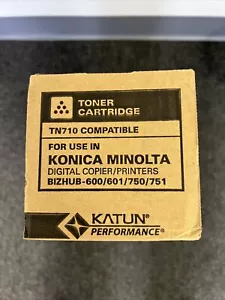 TONER
CARTRIDGE
TN710 COMPATIBLE
FOR USE IN
KONICA MINOLTA
DIGITAL COPIER/PRINTERS
BIZHUB-600/601/750/751
KATUN®
PERFORMANCE®